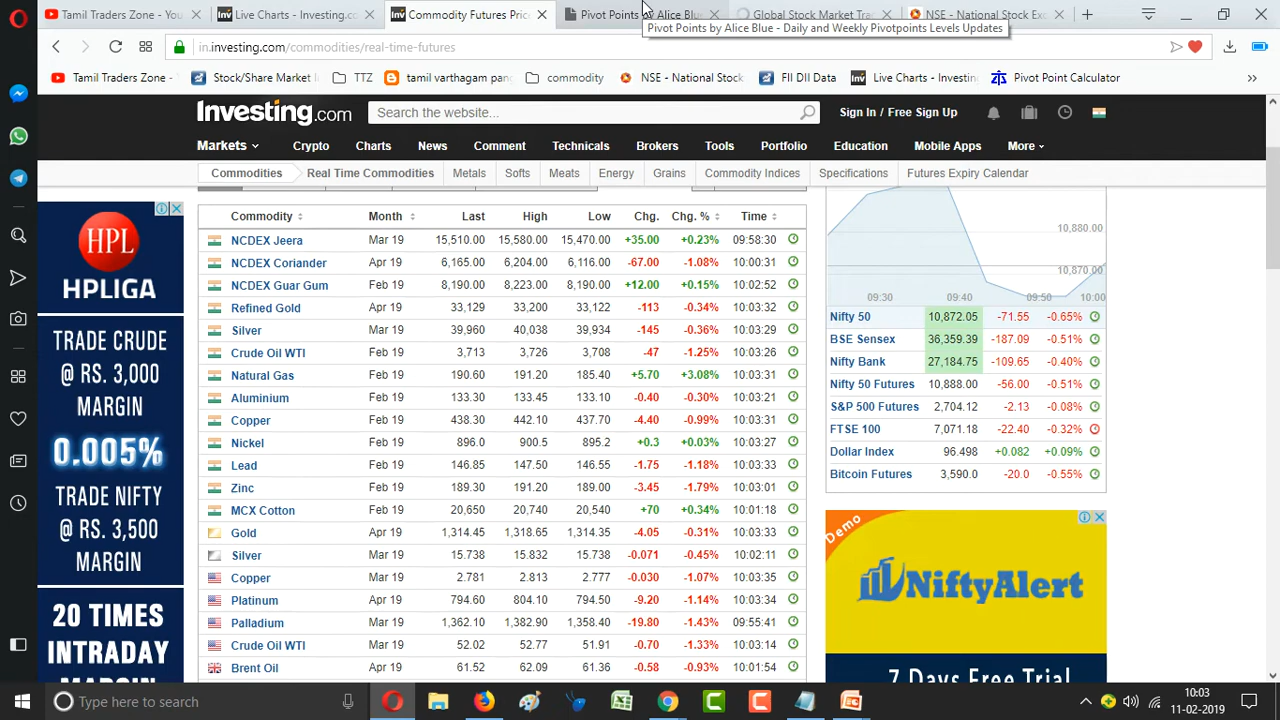 Tamil Traders Zone - You
Live Charts - Investing.co
Commodity Futures Pric
Pivot Points by Alice Blue
Global Stock Market Tra
NSE - National Stock Exc
Pivot Points by Alice Blue - Daily and Weekly Pivotpoints Levels Updates
in.investing.com/commodities/real-time-futures
Tamil Traders Zone -
Stock/Share Market I
TTZ
tamil varthagam pan
commodity
NSE - National Stock
FII DII Data
Live Charts - Investin
Pivot Point Calculator
Investing.com
Search the website...
Sign In / Free Sign Up
Markets Crypto Charts News Comment Technicals Brokers Tools Portfolio Education Mobile Apps More
Commodities Real Time Commodities Metals Softs Meats Energy Grains Commodity Indices Specifications Futures Expiry Calendar
Commodity Month Last High Low Chg. Chg. % Time
NCDEX Jeera Mar 19 15,510.00 15,580.00 15,470.00 +35.00 +0.23% 09:58:30
NCDEX Coriander Apr 19 6,165.00 6,204.00 6,116.00 -67.00 -1.08% 10:00:31
NCDEX Guar Gum Feb 19 8,190.00 8,223.00 8,190.00 +12.00 +0.15% 10:02:52
Refined Gold Apr 19 33,129 33,200 33,122 -113 -0.34% 10:03:32
Silver Feb 19 39,960 40,038 39,934 -145 -0.36% 10:03:29
Crude Oil WTI Feb 19 3,713 3,726 3,708 -47 -1.25% 10:03:26
Natural Gas Feb 19 190.60 191.20 185.40 +5.70 +3.08% 10:03:31
Aluminium Feb 19 133.30 133.45 133.10 -0.40 -0.30% 10:03:21
Copper Feb 19 438.30 442.10 437.70 -4.40 -0.99% 10:03:31
Nickel Feb 19 896.0 900.5 895.2 +0.3 +0.03% 10:03:27
Lead Feb 19 146.85 147.50 146.55 -1.75 -1.18% 10:03:33
Zinc Feb 19 189.30 191.20 189.30 -3.45 -1.79% 10:03:01
MCX Cotton Feb 19 20,650 20,740 20,540 +70 +0.34% 10:01:18
Gold Apr 19 1,314.45 1,318.65 1,314.35 -4.05 -0.31% 10:03:33
Silver Mar 19 15.738 15.832 15.738 -0.071 -0.45% 10:02:11
Copper Mar 19 2.781 2.813 2.777 -0.030 -1.07% 10:03:35
Platinum Apr 19 794.60 804.10 794.50 -9.20 -1.14% 10:03:34
Palladium Mar 19 1,362.10 1,382.90 1,358.40 -19.80 -1.43% 09:55:41
Crude Oil WTI Mar 19 52.02 52.77 51.91 -0.70 -1.33% 10:03:14
Brent Oil Apr 19 61.52 62.09 61.36 -0.58 -0.93% 10:01:54
10,880.00
10,870.00
09:30 09:40 09:50 10:00
Nifty 50 10,872.05 -71.55 -0.65%
BSE Sensex 36,359.39 -187.09 -0.51%
Nifty Bank 27,184.75 -109.65 -0.40%
Nifty 50 Futures 10,888.00 -56.00 -0.51%
S&P 500 Futures 2,704.12 -2.13 -0.08%
FTSE 100 7,071.18 -22.40 -0.32%
Dollar Index 96.498 +0.082 +0.09%
Bitcoin Futures 3,590.0 -20.0 -0.55%
Demo
NiftyAlert
7 Days Free Trial
HPL
HPLIGA
TRADE CRUDE
@ RS. 3,000
MARGIN
0.005%
TRADE NIFTY
@ RS. 3,500
MARGIN
20 TIMES
INTRADAY
MARGIN
Type here to search
10:03
11-02-2019